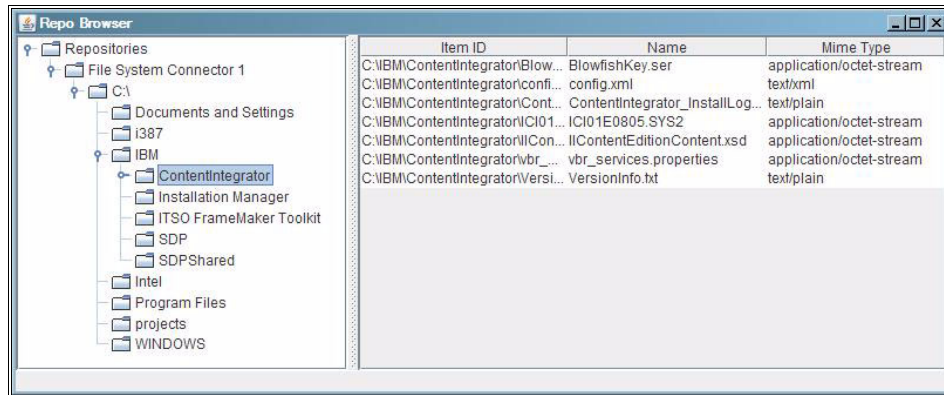 Repo Browser
Repositories
File System Connector 1
C:\
Documents and Settings
i387
IBM
ContentIntegrator
Installation Manager
ITSO FrameMaker Toolkit
SDP
SDPShared
Intel
Program Files
projects
WINDOWS
Item ID Name Mime Type
C:\IBM\ContentIntegrator\Blow... BlowfishKey.ser application/octet-stream
C:\IBM\ContentIntegrator\confi... config.xml text/xml
C:\IBM\ContentIntegrator\Cont... ContentIntegrator_InstallLog... text/plain
C:\IBM\ContentIntegrator\ICI01... ICI01E0805.SYS2 application/octet-stream
C:\IBM\ContentIntegrator\IICon... IIContentEditionContent.xsd application/octet-stream
C:\IBM\ContentIntegrator\vbr_... vbr_services.properties application/octet-stream
C:\IBM\ContentIntegrator\Versi... VersionInfo.txt text/plain